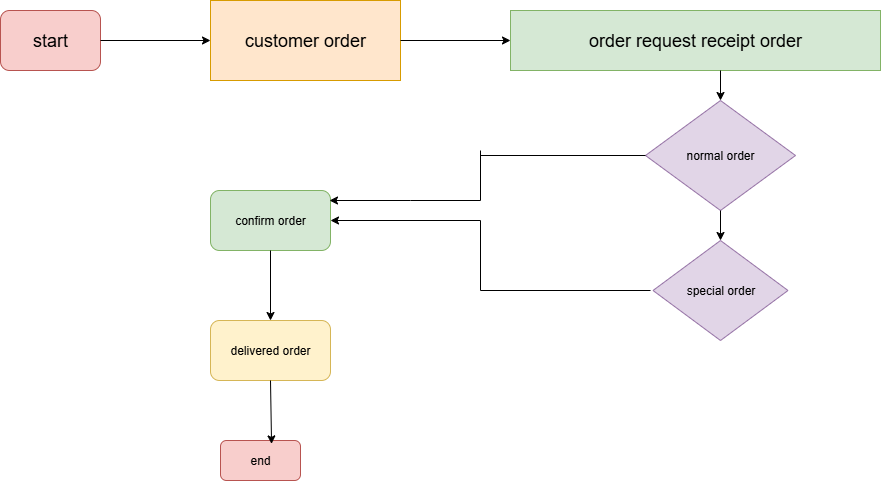 start
customer order
order request receipt order
normal order
confirm order
special order
delivered order
end